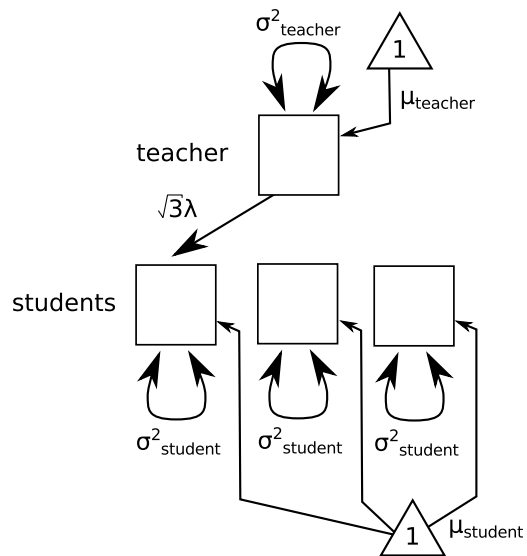 σ²teacher
1
μteacher
teacher
√3λ
students
σ²student
σ²student
σ²student
1
μstudent